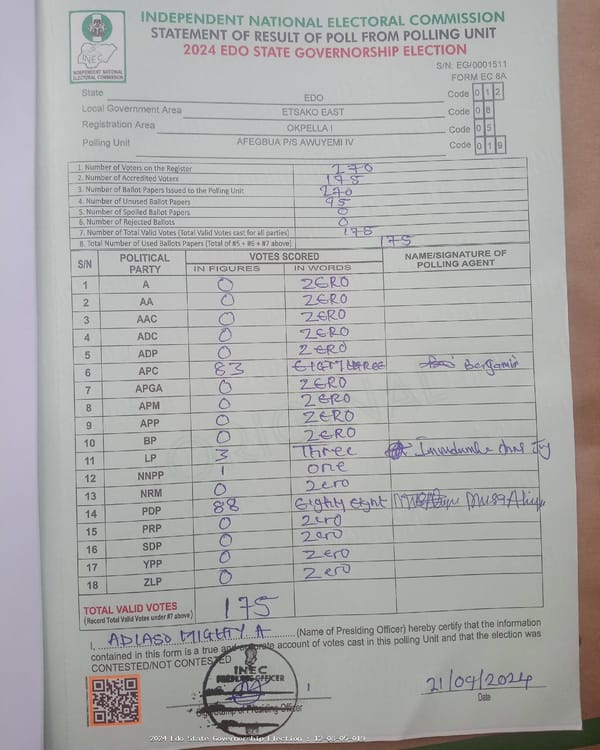 INDEPENDENT NATIONAL ELECTORAL COMMISSION
STATEMENT OF RESULT OF POLL FROM POLLING UNIT
2024 EDO STATE GOVERNORSHIP ELECTION
INEC
INDEPENDENT NATIONAL ELECTORAL COMMISSION
S/N: EG/0001511
FORM EC 8A
State EDO Code 0 1 2
Local Government Area ETSAKO EAST Code 0 8
Registration Area OKPELLA I Code 0 5
Polling Unit AFEGBUA P/S AWUYEMI IV Code 0 1 9
1. Number of Voters on the Register 270
2. Number of Accredited Voters 175
3. Number of Ballot Papers Issued to the Polling Unit 270
4. Number of Unused Ballot Papers 95
5. Number of Spoiled Ballot Papers 0
6. Number of Rejected Ballots 0
7. Number of Total Valid Votes (Total Valid Votes cast for all parties) 175
8. Total Number of Used Ballots Papers (Total of #5 + #6 + #7 above) 175
S/N POLITICAL PARTY VOTES SCORED NAME/SIGNATURE OF POLLING AGENT
IN FIGURES IN WORDS
1 A 0 ZERO
2 AA 0 ZERO
3 AAC 0 ZERO
4 ADC 0 ZERO
5 ADP 0 ZERO
6 APC 83 EIGTY THREE Benjamin
7 APGA 0 ZERO
8 APM 0 ZERO
9 APP 0 ZERO
10 BP 0 ZERO
11 LP 3 Three
12 NNPP 1 one
13 NRM 0 zero
14 PDP 88 Eighty Eight Musa Aliyu
15 PRP 0 zero
16 SDP 0 zero
17 YPP 0 zero
18 ZLP 0 zero
ORIGINAL
TOTAL VALID VOTES 175
(Record Total Valid Votes under #7 above)
I, ADIASO MIGHTY A (Name of Presiding Officer) hereby certify that the information
contained in this form is a true and accurate account of votes cast in this polling Unit and that the election was
CONTESTED/NOT CONTESTED
INEC
PRESIDING OFFICER
Sign/Stamp of Presiding Officer
21/09/2024
Date
2024 Edo State Governorship Election : 12-08-05-019